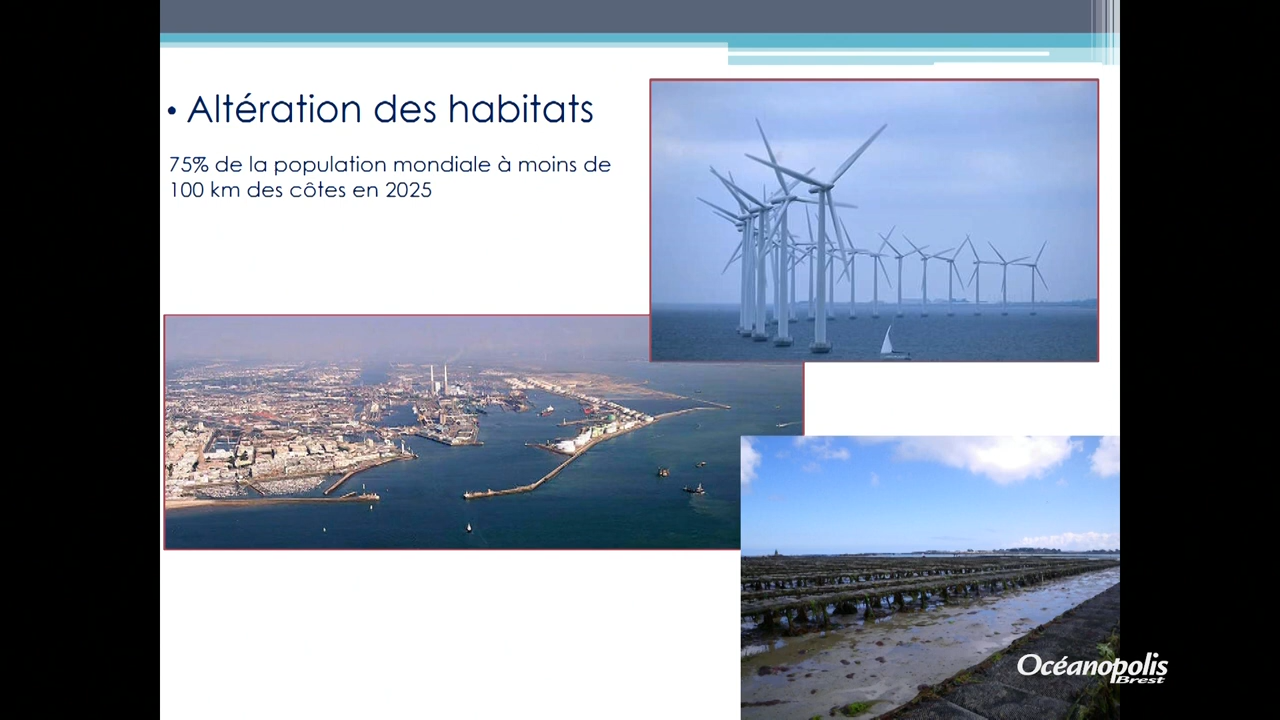 • Altération des habitats
75% de la population mondiale à moins de
100 km des côtes en 2025
Océanopolis
Brest